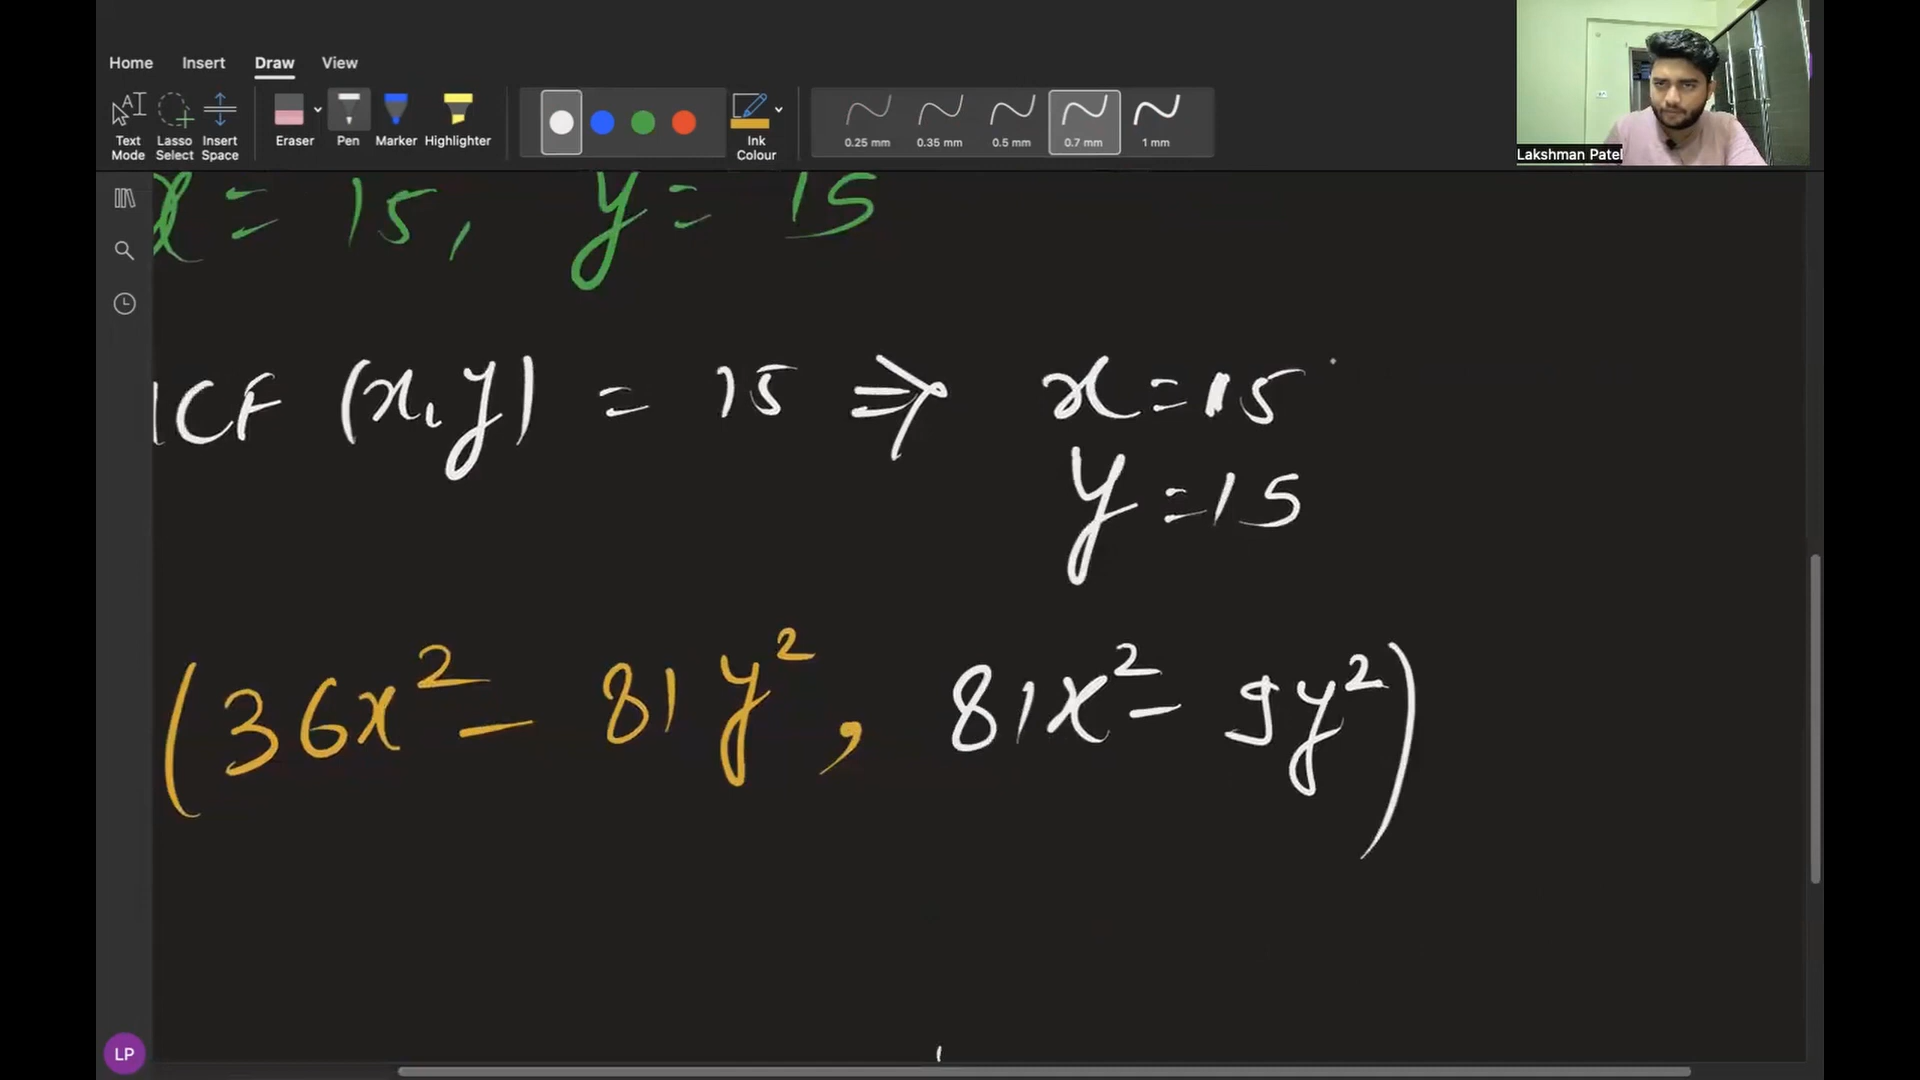 Home Insert Draw View
Text Mode Lasso Select Insert Space Eraser Pen Marker Highlighter Ink Colour 0.25 mm 0.35 mm 0.5 mm 0.7 mm 1 mm
Lakshman Patel
x = 15, y = 15
CF (x, y) = 15 ⇒ x = 15
y = 15
(36x² − 81y², 81x² − 9y²)
LP